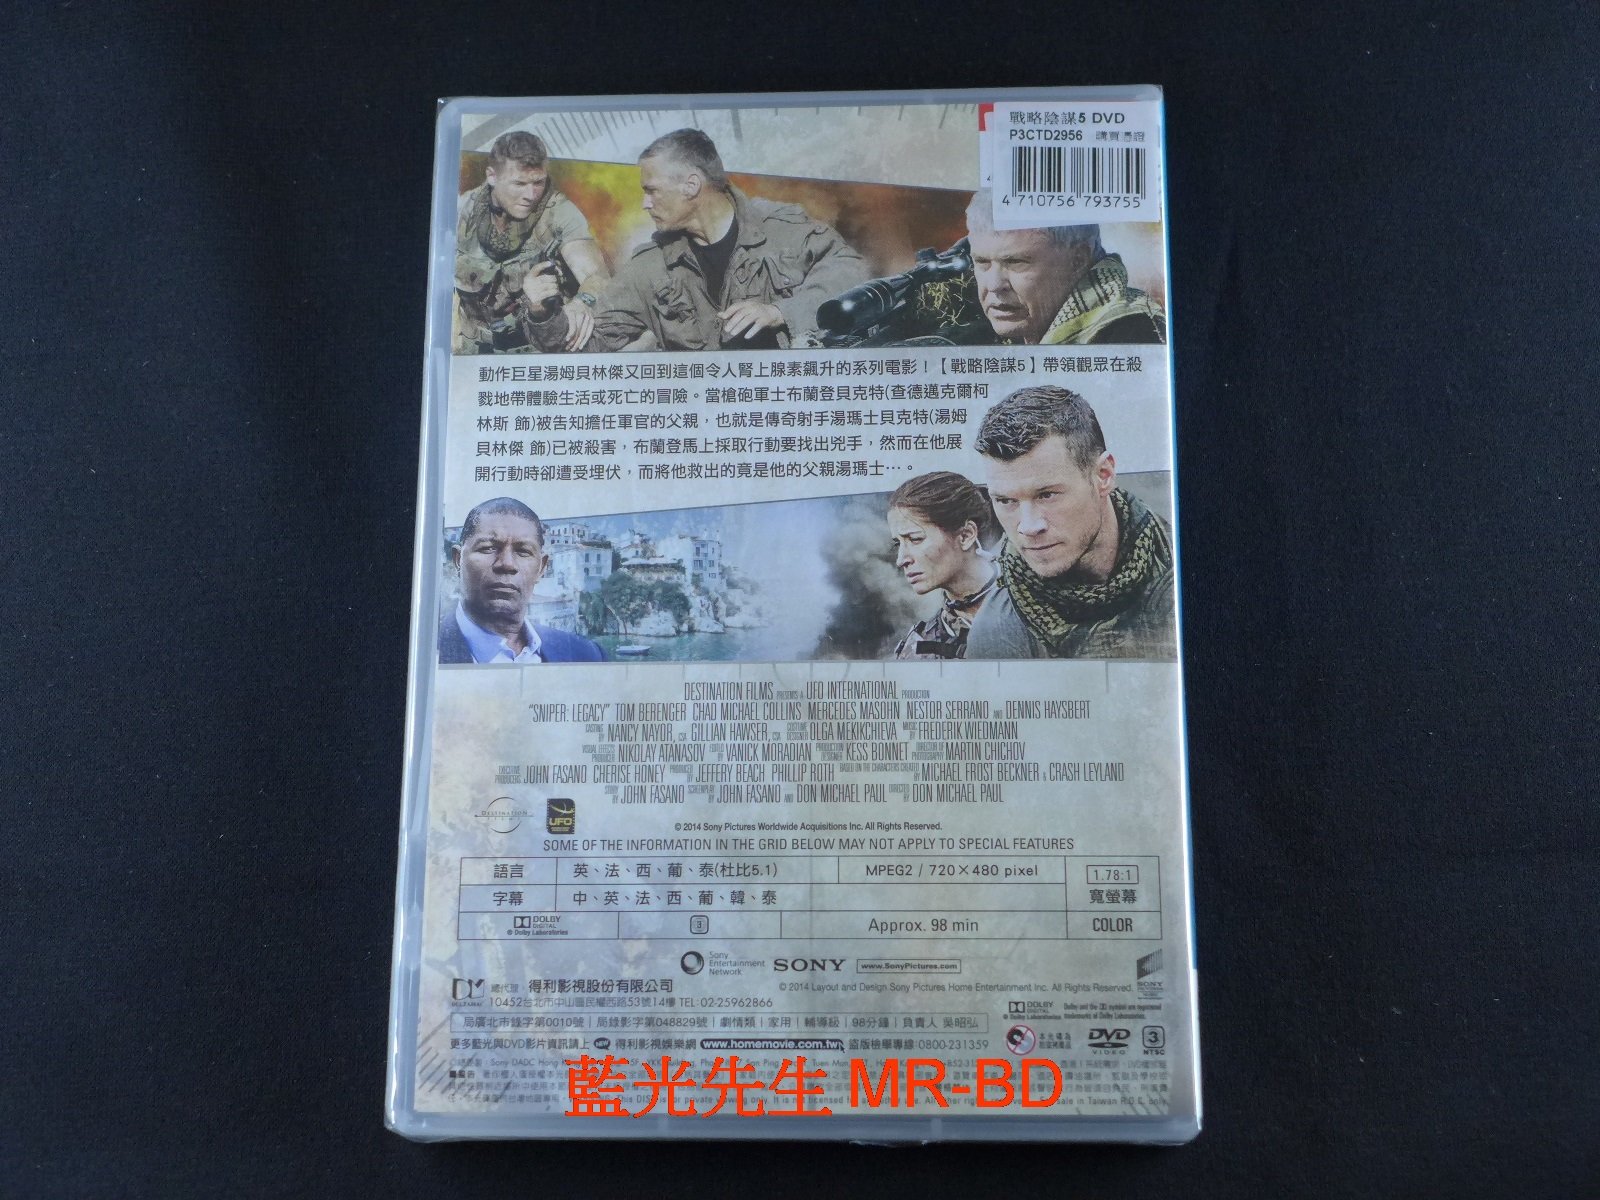 戰略陰謀5 DVD
P3CTD2956 購買憑證
4 710756 793755
動作巨星湯姆貝林傑又回到這個令人腎上腺素飆升的系列電影！【戰略陰謀5】帶領觀眾在殺
戮地帶體驗生活或死亡的冒險。當槍砲軍士布蘭登貝克特(查德邁克爾柯
林斯 飾)被告知擔任軍官的父親，也就是傳奇射手湯瑪士貝克特(湯姆
貝林傑 飾)已被殺害，布蘭登馬上採取行動要找出兇手，然而在他展
開行動時卻遭受埋伏，而將他救出的竟是他的父親湯瑪士…。
DESTINATION FILMS PRESENTS A UFO INTERNATIONAL PRODUCTION
"SNIPER: LEGACY" TOM BERENGER CHAD MICHAEL COLLINS MERCEDES MASOHN NESTOR SERRANO AND DENNIS HAYSBERT
CASTING BY NANCY NAYOR, CSA GILLIAN HAWSER, CSA COSTUME DESIGNER OLGA MEKIKCHIEVA MUSIC BY FREDERIK WIEDMANN
VISUAL EFFECTS PRODUCER NIKOLAY ATANASOV EDITED BY VANICK MORADIAN PRODUCTION DESIGNER KESS BONNET DIRECTOR OF PHOTOGRAPHY MARTIN CHICHOV
EXECUTIVE PRODUCERS JOHN FASANO CHERISE HONEY PRODUCED BY JEFFERY BEACH PHILLIP ROTH BASED ON THE CHARACTERS CREATED BY MICHAEL FROST BECKNER & CRASH LEYLAND
STORY BY JOHN FASANO SCREENPLAY BY JOHN FASANO AND DON MICHAEL PAUL DIRECTED BY DON MICHAEL PAUL
DESTINATION FILMS
UFO
© 2014 Sony Pictures Worldwide Acquisitions Inc. All Rights Reserved.
SOME OF THE INFORMATION IN THE GRID BELOW MAY NOT APPLY TO SPECIAL FEATURES
語言 英、法、西、葡、泰(杜比5.1) MPEG2 / 720×480 pixel 1.78:1
字幕 中、英、法、西、葡、韓、泰 寬螢幕
DOLBY DIGITAL ® Dolby Laboratories 3 Approx. 98 min COLOR
Sony Entertainment Network SONY www.SonyPictures.com
總代理：得利影視股份有限公司
© 2014 Layout and Design Sony Pictures Home Entertainment Inc. All Rights Reserved.
10452台北市中山區民權西路53號14樓 TEL:02-25962866
局廣北市錄字第0010號｜局錄影字第048829號｜劇情類｜家用｜輔導級｜98分鐘｜負責人 吳昭弘
更多藍光與DVD影片資訊請上 得利影視娛樂網 www.homemovie.com.tw 盜版檢舉專線:0800-231359
DVD VIDEO
3 NTSC
藍光先生 MR-BD